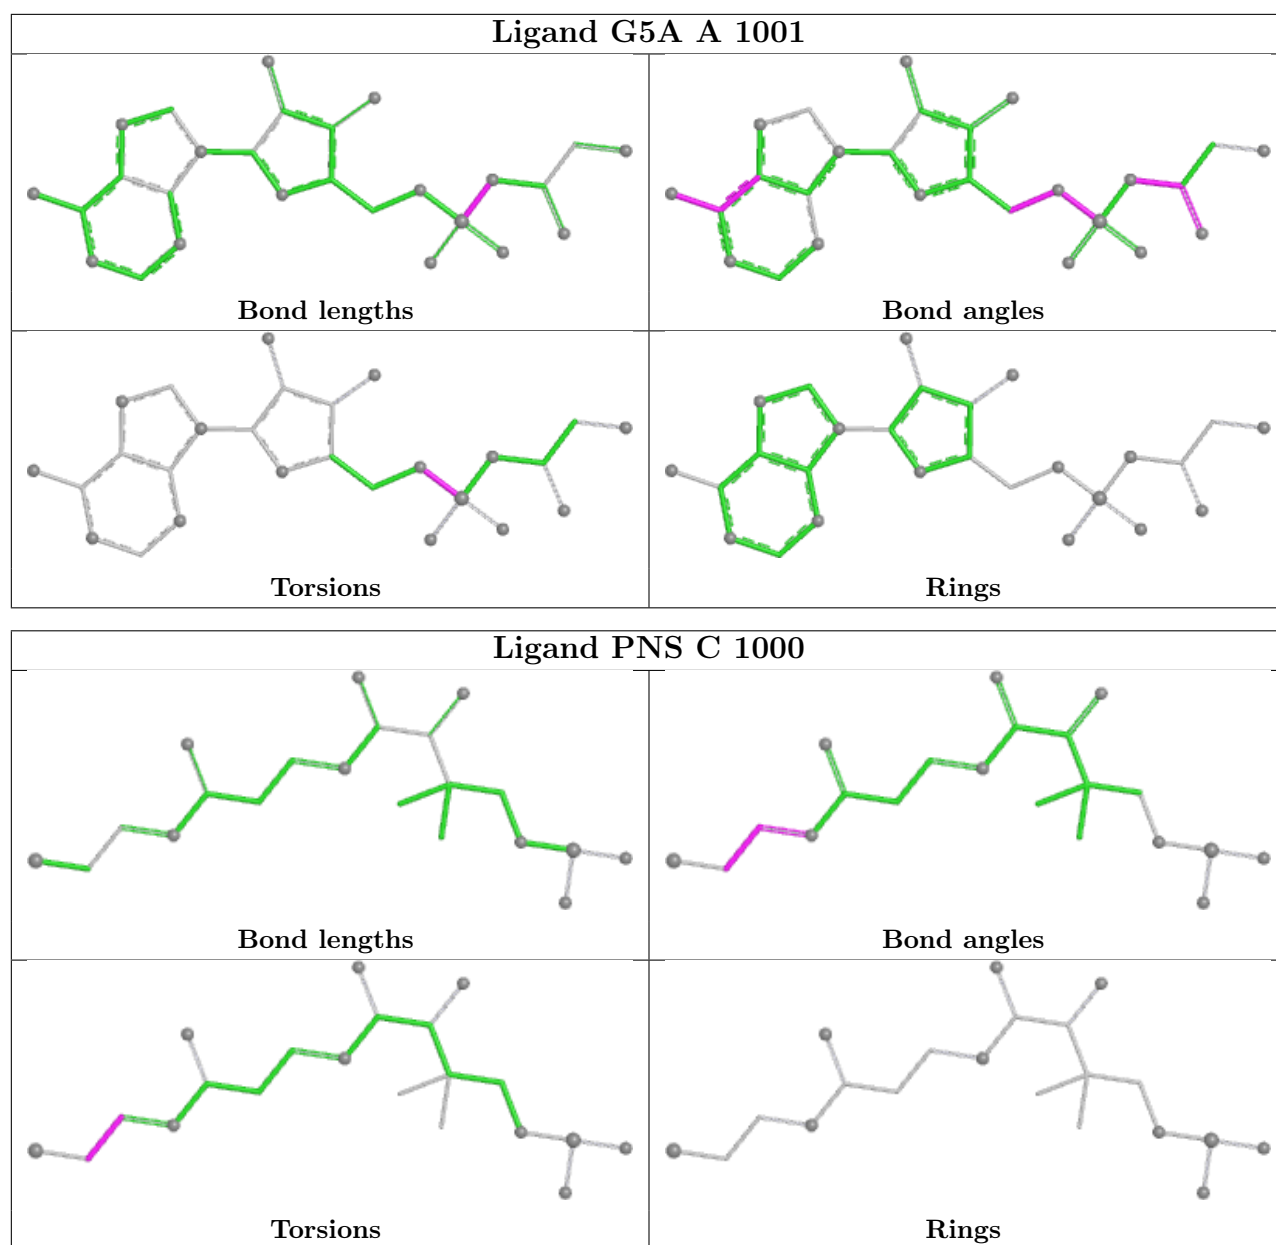 Ligand G5A A 1001
Bond lengths
Bond angles
Torsions
Rings
Ligand PNS C 1000
Bond lengths
Bond angles
Torsions
Rings